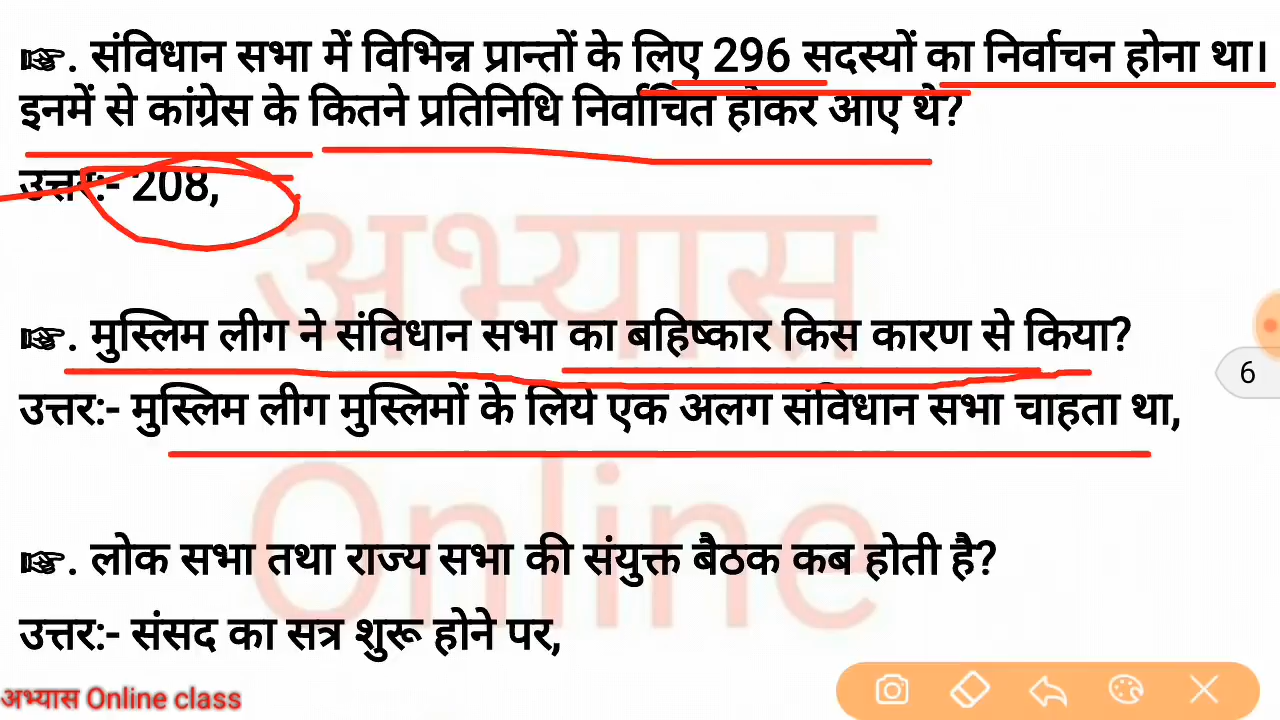 ☞. संविधान सभा में विभिन्न प्रान्तों के लिए 296 सदस्यों का निर्वाचन होना था।
इनमें से कांग्रेस के कितने प्रतिनिधि निर्वाचित होकर आए थे?
उत्तर:- 208,
☞. मुस्लिम लीग ने संविधान सभा का बहिष्कार किस कारण से किया?
उत्तर:- मुस्लिम लीग मुस्लिमों के लिये एक अलग संविधान सभा चाहता था,
☞. लोक सभा तथा राज्य सभा की संयुक्त बैठक कब होती है?
उत्तर:- संसद का सत्र शुरू होने पर,
अभ्यास
Online
6
अभ्यास Online class